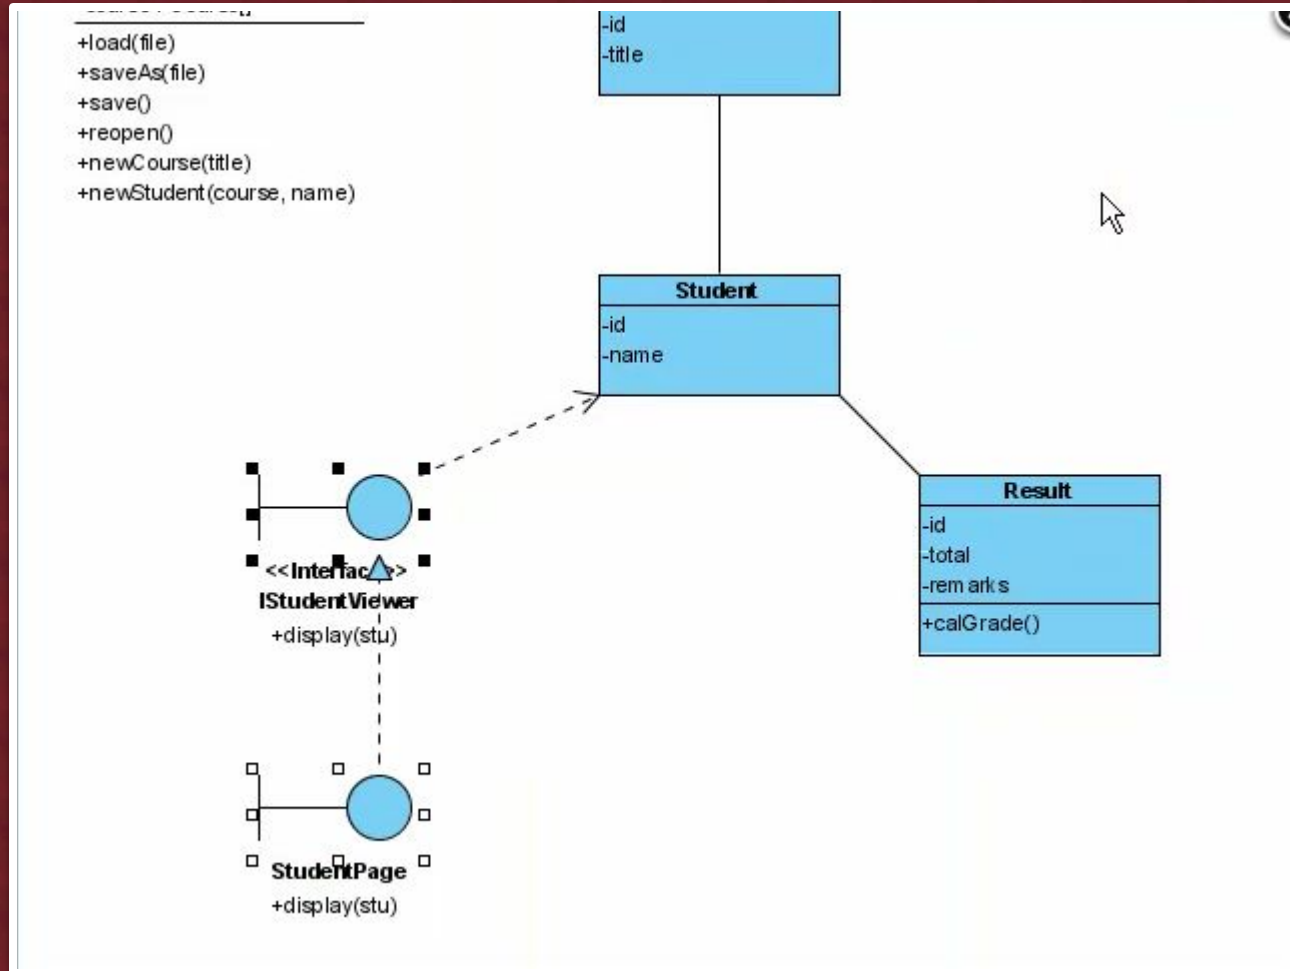 +load(file)
+saveAs(file)
+save()
+reopen()
+newCourse(title)
+newStudent(course, name)
-id
-title
Student
-id
-name
Result
-id
-total
-remarks
+calGrade()
<<Interface>>
IStudentViewer
+display(stu)
StudentPage
+display(stu)